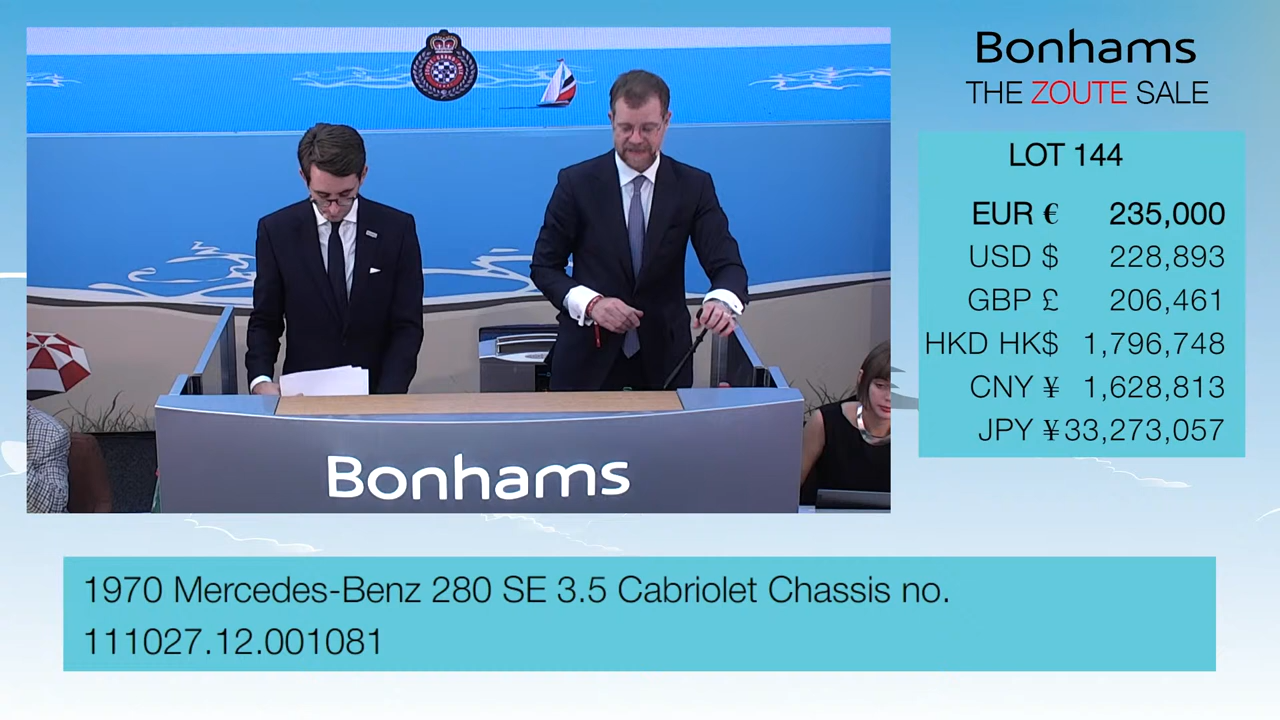 Bonhams
THE ZOUTE SALE
LOT 144
EUR € 235,000
USD $ 228,893
GBP £ 206,461
HKD HK$ 1,796,748
CNY ¥ 1,628,813
JPY ¥ 33,273,057
Bonhams
1970 Mercedes-Benz 280 SE 3.5 Cabriolet Chassis no.
111027.12.001081